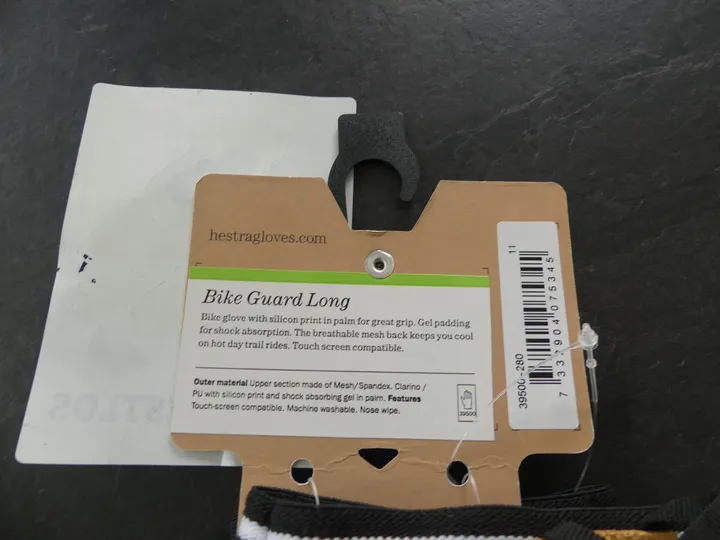 hestragloves.com
Bike Guard Long
Bike glove with silicon print in palm for great grip. Gel padding
for shock absorption. The breathable mesh back keeps you cool
on hot day trail rides. Touch screen compatible.
Outer material Upper section made of Mesh/Spandex. Clarino /
PU with silicon print and shock absorbing gel in palm. Features
Touch-screen compatible. Machine washable. Nose wipe.
39500
39500-280
11
7 332904 075345